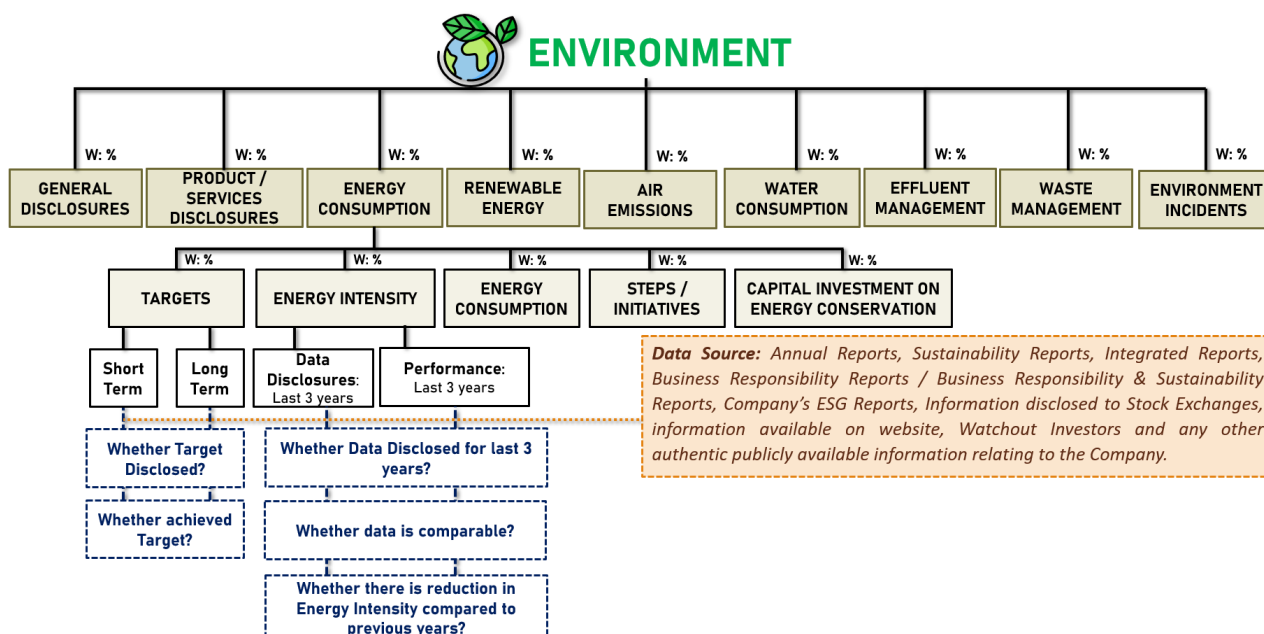 ENVIRONMENT
W: %
W: %
W: %
W: %
W: %
W: %
W: %
W: %
W: %
GENERAL
DISCLOSURES
PRODUCT /
SERVICES
DISCLOSURES
ENERGY
CONSUMPTION
RENEWABLE
ENERGY
AIR
EMISSIONS
WATER
CONSUMPTION
EFFLUENT
MANAGEMENT
WASTE
MANAGEMENT
ENVIRONMENT
INCIDENTS
W: %
W: %
W: %
W: %
W: %
TARGETS
ENERGY INTENSITY
ENERGY
CONSUMPTION
STEPS /
INITIATIVES
CAPITAL INVESTMENT ON
ENERGY CONSERVATION
Short
Term
Long
Term
Data
Disclosures:
Last 3 years
Performance:
Last 3 years
Data Source: Annual Reports, Sustainability Reports, Integrated Reports,
Business Responsibility Reports / Business Responsibility & Sustainability
Reports, Company's ESG Reports, Information disclosed to Stock Exchanges,
information available on website, Watchout Investors and any other
authentic publicly available information relating to the Company.
Whether Target
Disclosed?
Whether Data Disclosed for last 3
years?
Whether achieved
Target?
Whether data is comparable?
Whether there is reduction in
Energy Intensity compared to
previous years?